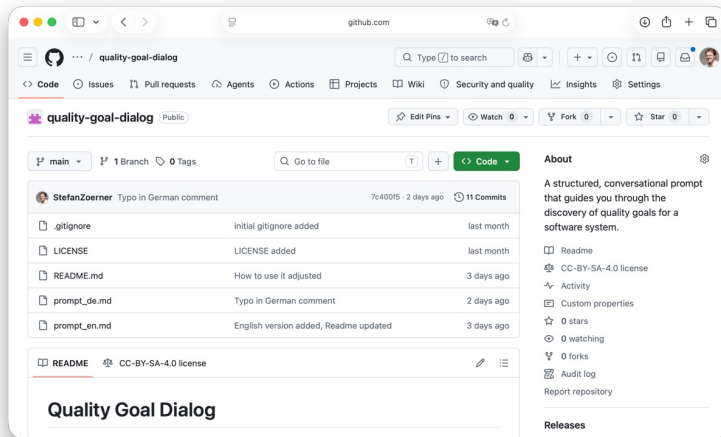 github.com
··· / quality-goal-dialog
Type / to search
Code Issues Pull requests Agents Actions Projects Wiki Security and quality Insights Settings
quality-goal-dialog Public
Edit Pins Watch 0 Fork 0 Star 0
main 1 Branch 0 Tags Go to file T + Code
StefanZoerner Typo in German comment 7c400f5 · 2 days ago 11 Commits
.gitignore initial gitignore added last month
LICENSE LICENSE added last month
README.md How to use it adjusted 3 days ago
prompt_de.md Typo in German comment 2 days ago
prompt_en.md English version added, Readme updated 3 days ago
README CC-BY-SA-4.0 license
Quality Goal Dialog
About
A structured, conversational prompt
that guides you through the
discovery of quality goals for a
software system.
Readme
CC-BY-SA-4.0 license
Activity
Custom properties
0 stars
0 watching
0 forks
Audit log
Report repository
Releases